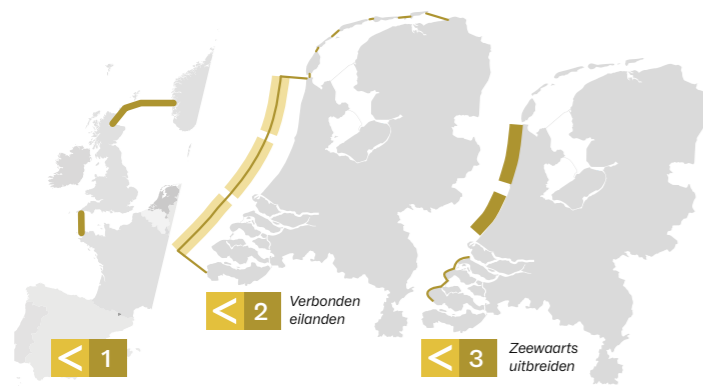 < 1
< 2
Verbonden
eilanden
< 3
Zeewaarts
uitbreiden